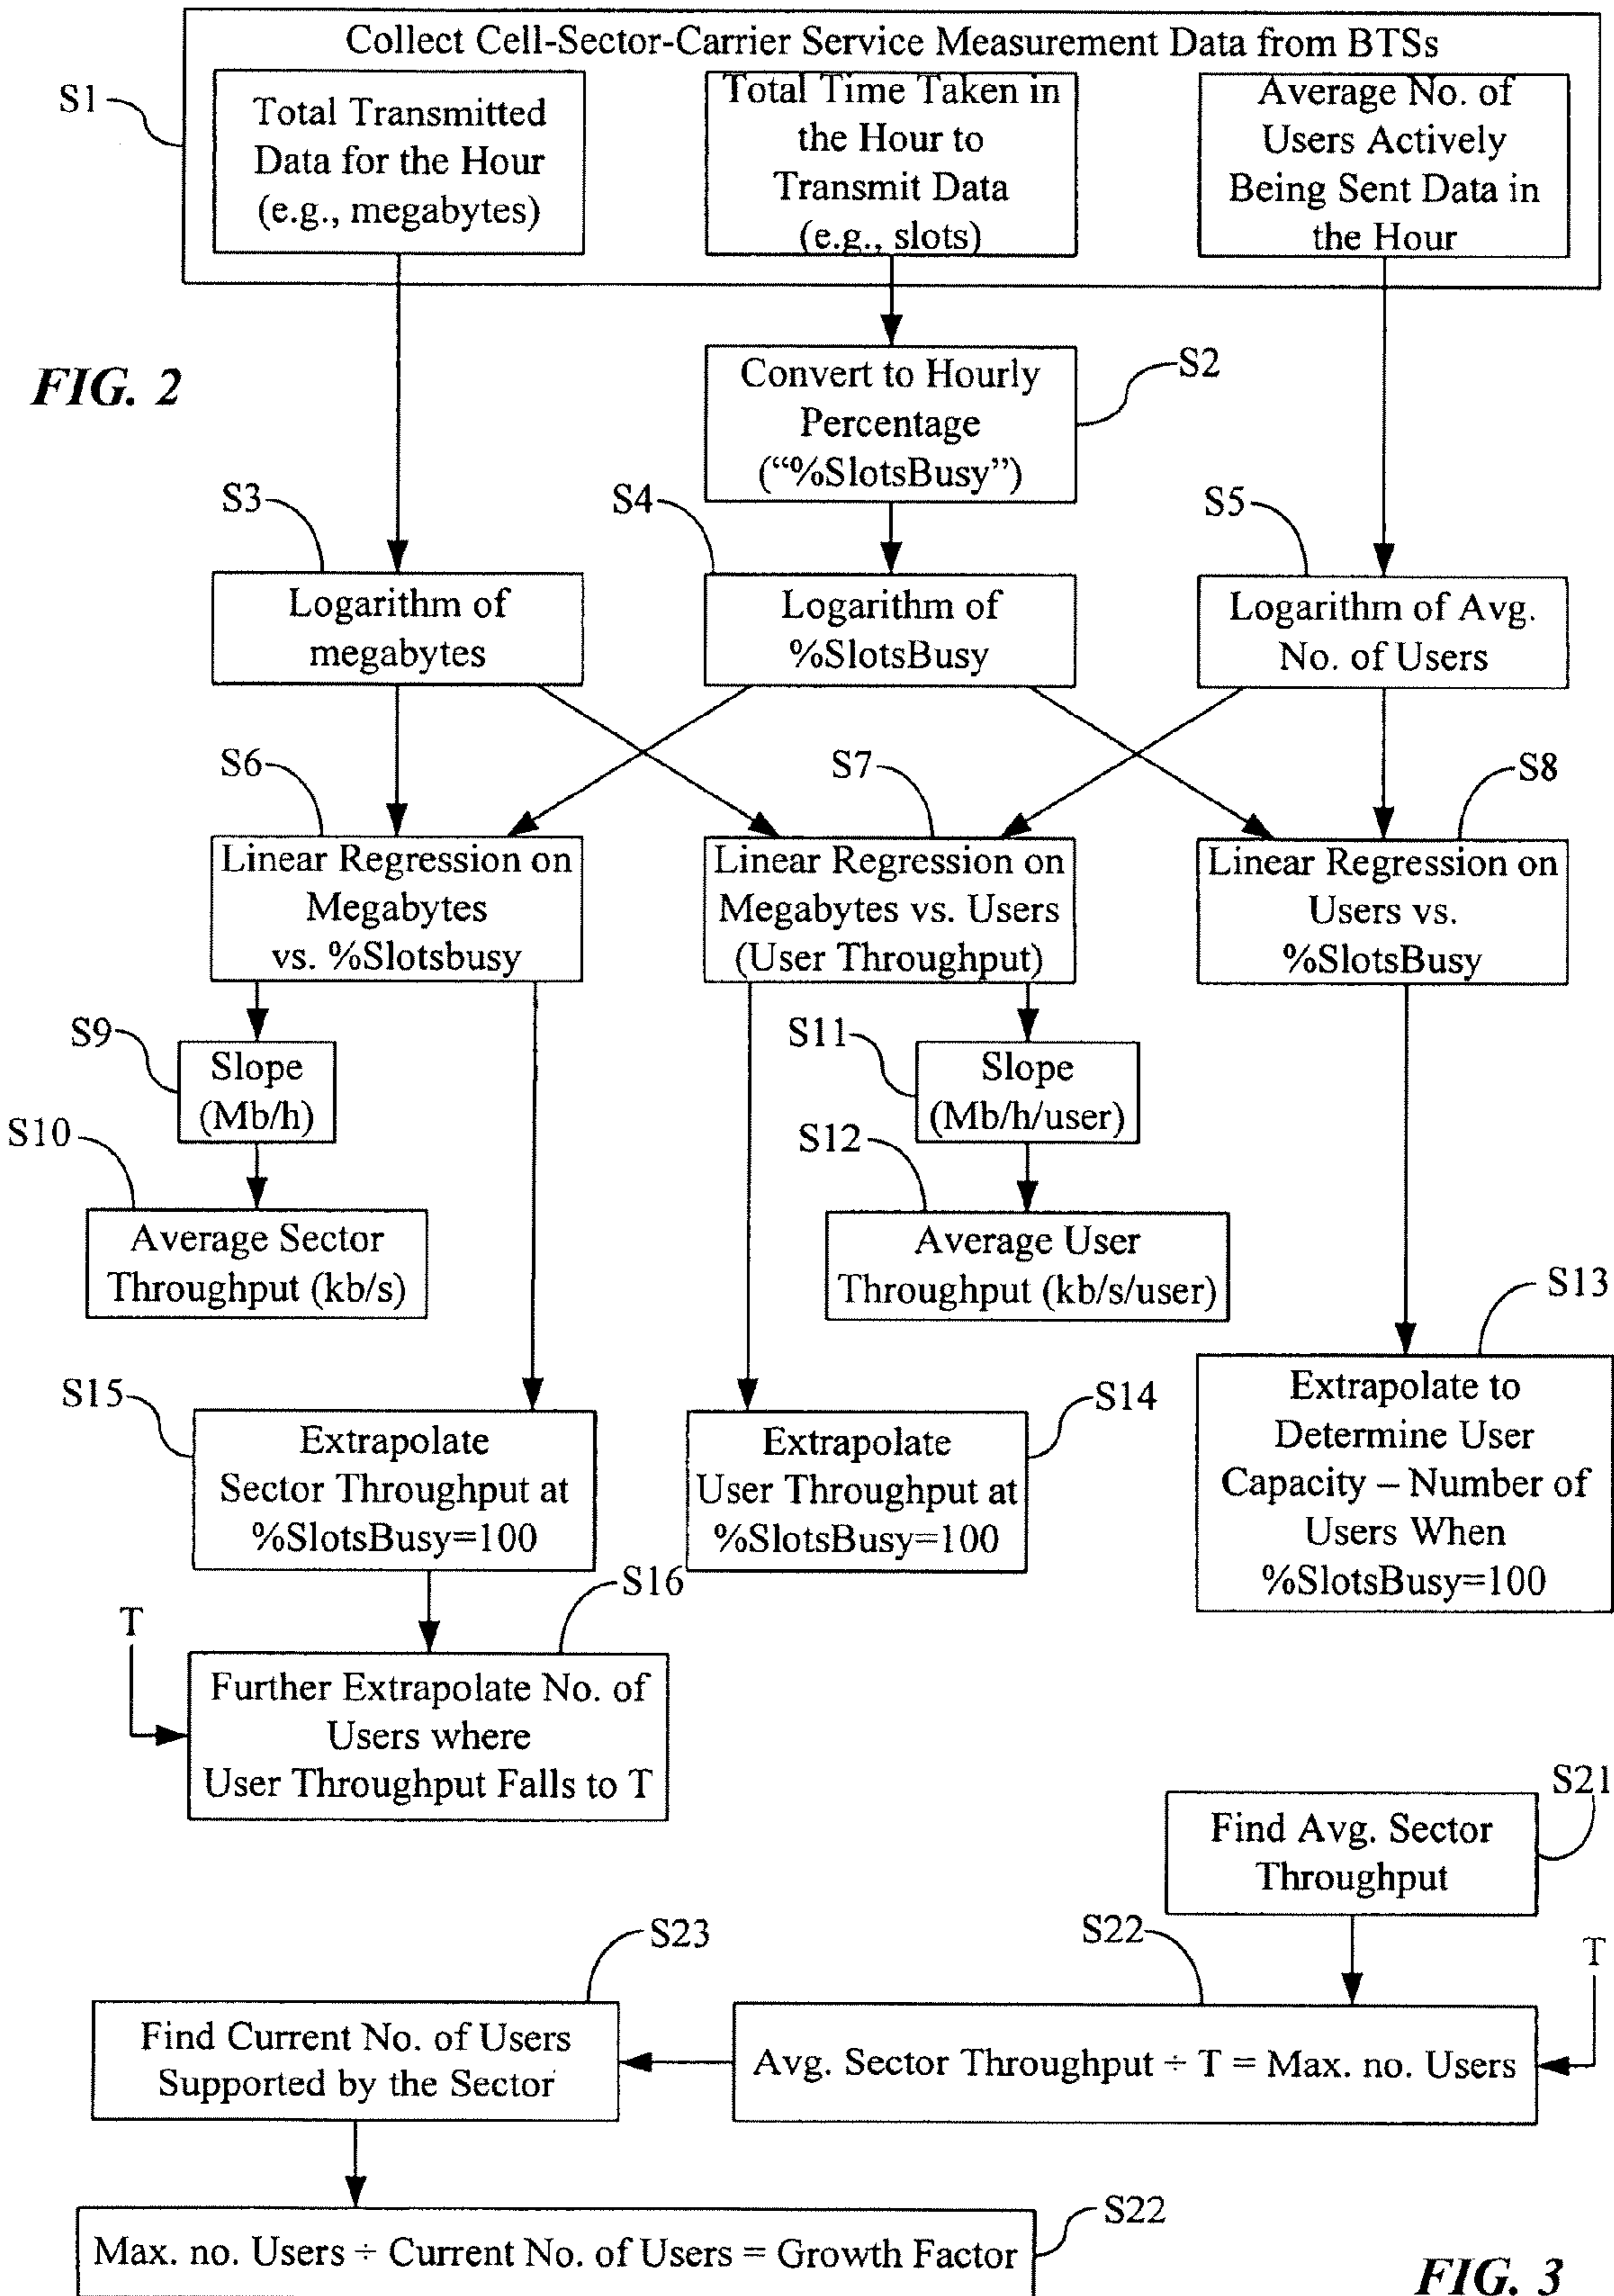 Collect Cell-Sector-Carrier Service Measurement Data from BTSs
S1
Total Transmitted
Data for the Hour
(e.g., megabytes)
Total Time Taken in
the Hour to
Transmit Data
(e.g., slots)
Average No. of
Users Actively
Being Sent Data in
the Hour
FIG. 2
Convert to Hourly
Percentage
(“%SlotsBusy”)
S2
S3
S4
S5
Logarithm of
megabytes
Logarithm of
%SlotsBusy
Logarithm of Avg.
No. of Users
S6
S7
S8
Linear Regression on
Megabytes
vs. %Slotsbusy
Linear Regression on
Megabytes vs. Users
(User Throughput)
Linear Regression on
Users vs.
%SlotsBusy
S9
Slope
(Mb/h)
S11
Slope
(Mb/h/user)
S10
Average Sector
Throughput (kb/s)
S12
Average User
Throughput (kb/s/user)
S13
Extrapolate to
Determine User
Capacity – Number of
Users When
%SlotsBusy=100
S15
Extrapolate
Sector Throughput at
%SlotsBusy=100
S14
Extrapolate
User Throughput at
%SlotsBusy=100
S16
T
Further Extrapolate No. of
Users where
User Throughput Falls to T
S21
Find Avg. Sector
Throughput
S23
S22
T
Find Current No. of Users
Supported by the Sector
Avg. Sector Throughput ÷ T = Max. no. Users
S22
Max. no. Users ÷ Current No. of Users = Growth Factor
FIG. 3